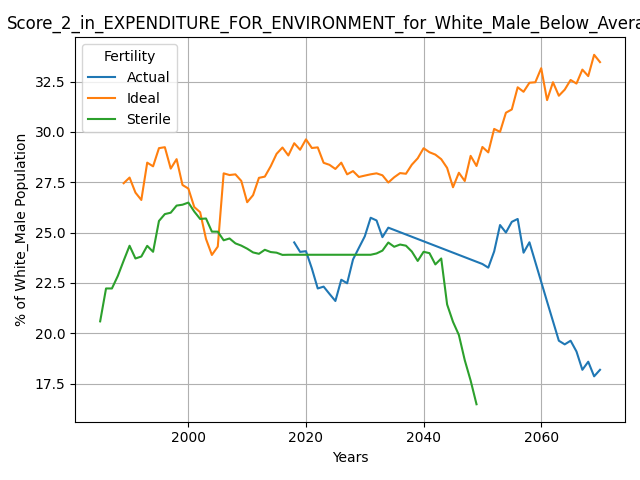 Score_2_in_EXPENDITURE_FOR_ENVIRONMENT_for_White_Male_Below_Avera
Fertility
Actual
Ideal
Sterile
% of White_Male Population
32.5
30.0
27.5
25.0
22.5
20.0
17.5
2000
2020
2040
2060
Years